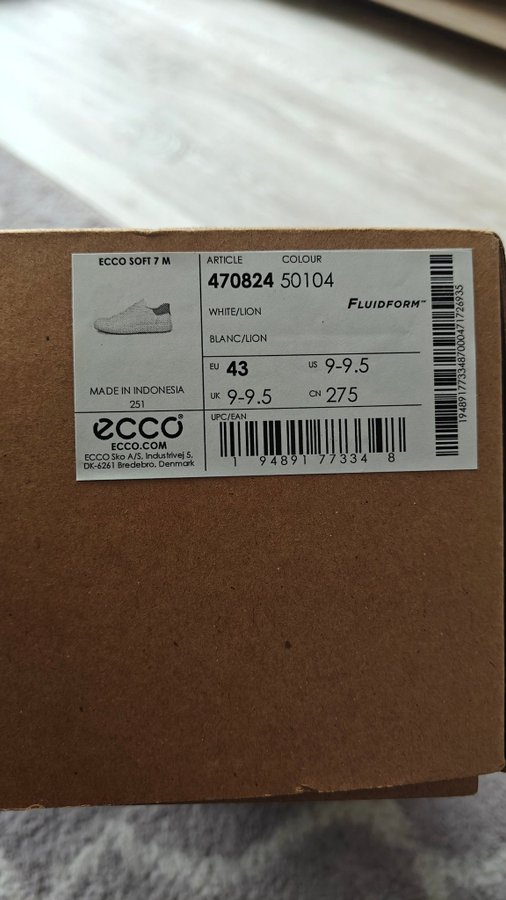 ECCO SOFT 7 M
MADE IN INDONESIA
251
ecco®
ECCO.COM
ECCO Sko A/S, Industrivej 5,
DK-6261 Bredebro, Denmark
ARTICLE COLOUR
470824 50104
WHITE/LION
FLUIDFORM™
BLANC/LION
EU 43 US 9-9.5
UK 9-9.5 CN 275
UPC/EAN
1 94891 77334 8
1948917733487000471726935